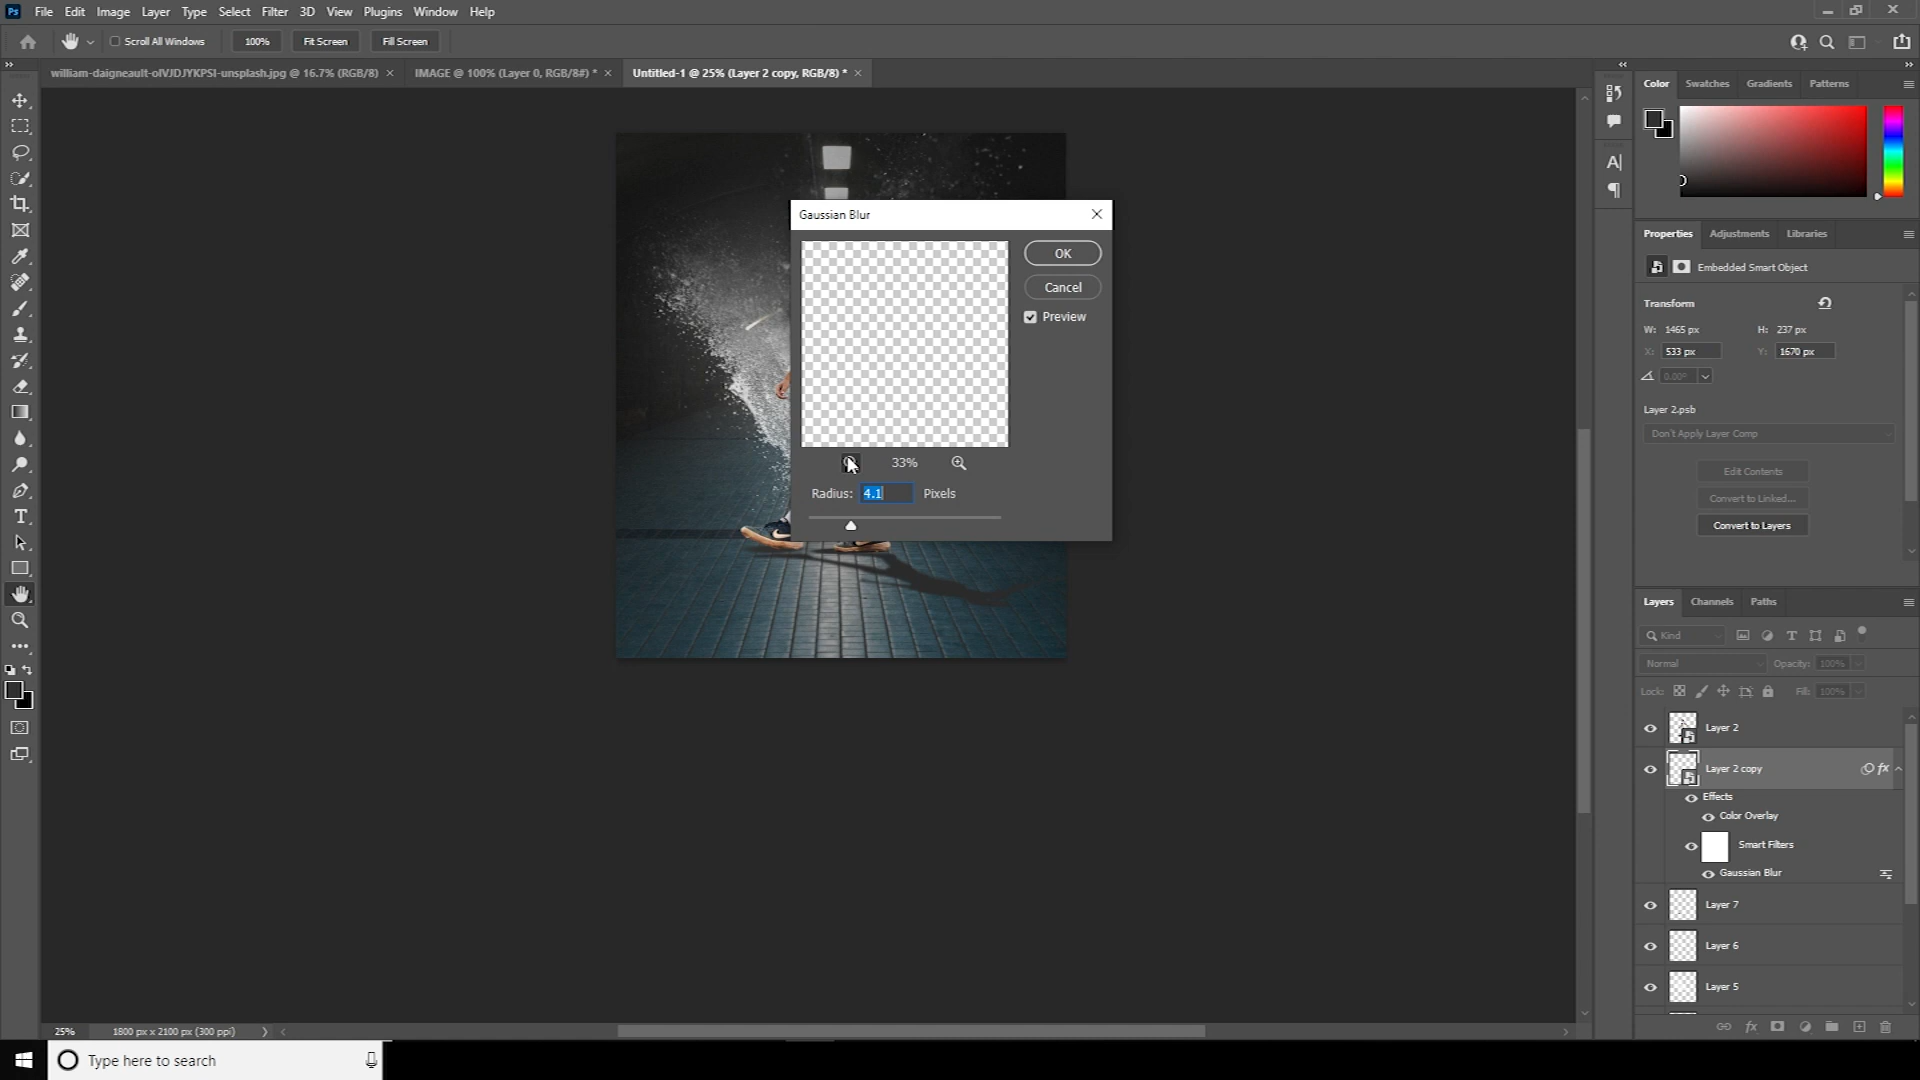 Ps File Edit Image Layer Type Select Filter 3D View Plugins Window Help
Scroll All Windows 100% Fit Screen Fill Screen
william-daigneault-oIVJDJYKPSI-unsplash.jpg @ 16.7% (RGB/8) × IMAGE @ 100% (Layer 0, RGB/8#) * × Untitled-1 @ 25% (Layer 2 copy, RGB/8) * ×
Color Swatches Gradients Patterns
Gaussian Blur
OK
Cancel
Preview
33%
Radius: 4.1 Pixels
Properties Adjustments Libraries
Embedded Smart Object
Transform
W: 1465 px H: 237 px
X: 533 px Y: 1670 px
0.00°
Layer 2.psb
Don't Apply Layer Comp
Edit Contents
Convert to Linked...
Convert to Layers
Layers Channels Paths
Kind
Normal Opacity: 100%
Lock: Fill: 100%
Layer 2
Layer 2 copy fx
Effects
Color Overlay
Smart Filters
Gaussian Blur
Layer 7
Layer 6
Layer 5
fx
25% 1800 px x 2100 px (300 ppi)
Type here to search